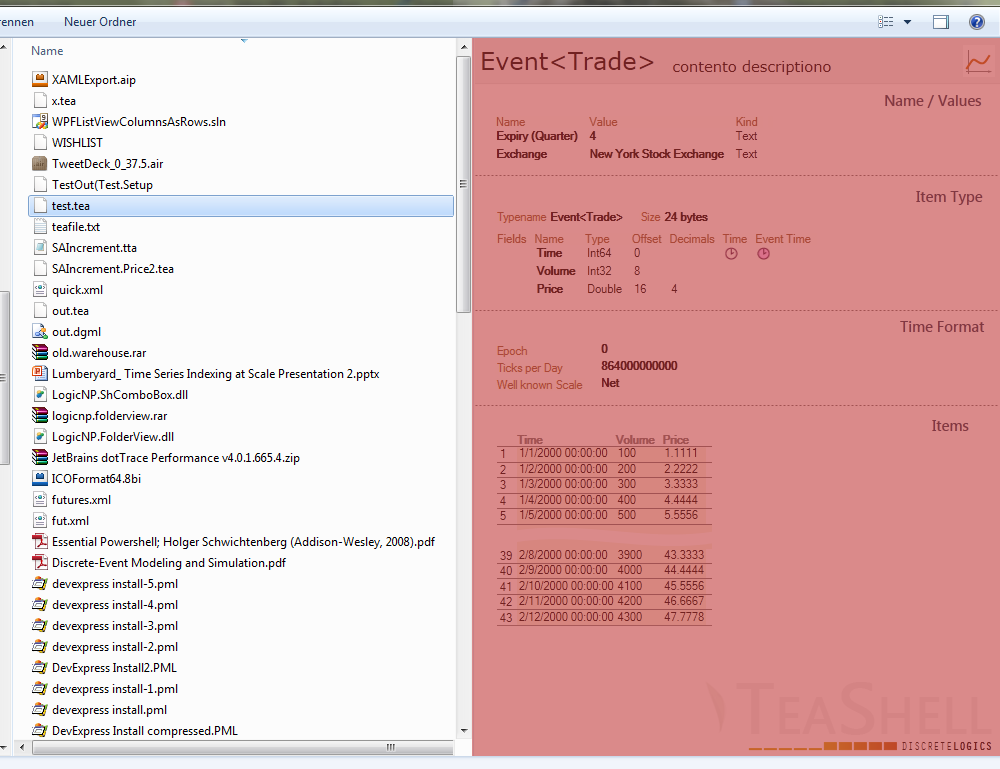 rennen Neuer Ordner
Name
XAMLExport.aip
x.tea
WPFListViewColumnsAsRows.sln
WISHLIST
TweetDeck_0_37.5.air
TestOut(Test.Setup
test.tea
teafile.txt
SAIncrement.tta
SAIncrement.Price2.tea
quick.xml
out.tea
out.dgml
old.warehouse.rar
Lumberyard_ Time Series Indexing at Scale Presentation 2.pptx
LogicNP.ShComboBox.dll
logicnp.folderview.rar
LogicNP.FolderView.dll
JetBrains dotTrace Performance v4.0.1.665.4.zip
ICOFormat64.8bi
futures.xml
fut.xml
Essential Powershell; Holger Schwichtenberg (Addison-Wesley, 2008).pdf
Discrete-Event Modeling and Simulation.pdf
devexpress install-5.pml
devexpress install-4.pml
devexpress install-3.pml
devexpress install-2.pml
DevExpress Install2.PML
devexpress install-1.pml
devexpress install.pml
DevExpress Install compressed.PML
Event<Trade> contento descriptiono
Name / Values
Name Value Kind
Expiry (Quarter) 4 Text
Exchange New York Stock Exchange Text
Item Type
Typename Event<Trade> Size 24 bytes
Fields Name Type Offset Decimals Time Event Time
Time Int64 0
Volume Int32 8
Price Double 16 4
Time Format
Epoch 0
Ticks per Day 864000000000
Well known Scale Net
Items
Time Volume Price
1 1/1/2000 00:00:00 100 1.1111
2 1/2/2000 00:00:00 200 2.2222
3 1/3/2000 00:00:00 300 3.3333
4 1/4/2000 00:00:00 400 4.4444
5 1/5/2000 00:00:00 500 5.5556
39 2/8/2000 00:00:00 3900 43.3333
40 2/9/2000 00:00:00 4000 44.4444
41 2/10/2000 00:00:00 4100 45.5556
42 2/11/2000 00:00:00 4200 46.6667
43 2/12/2000 00:00:00 4300 47.7778
TEASHELL
DISCRETELOGICS